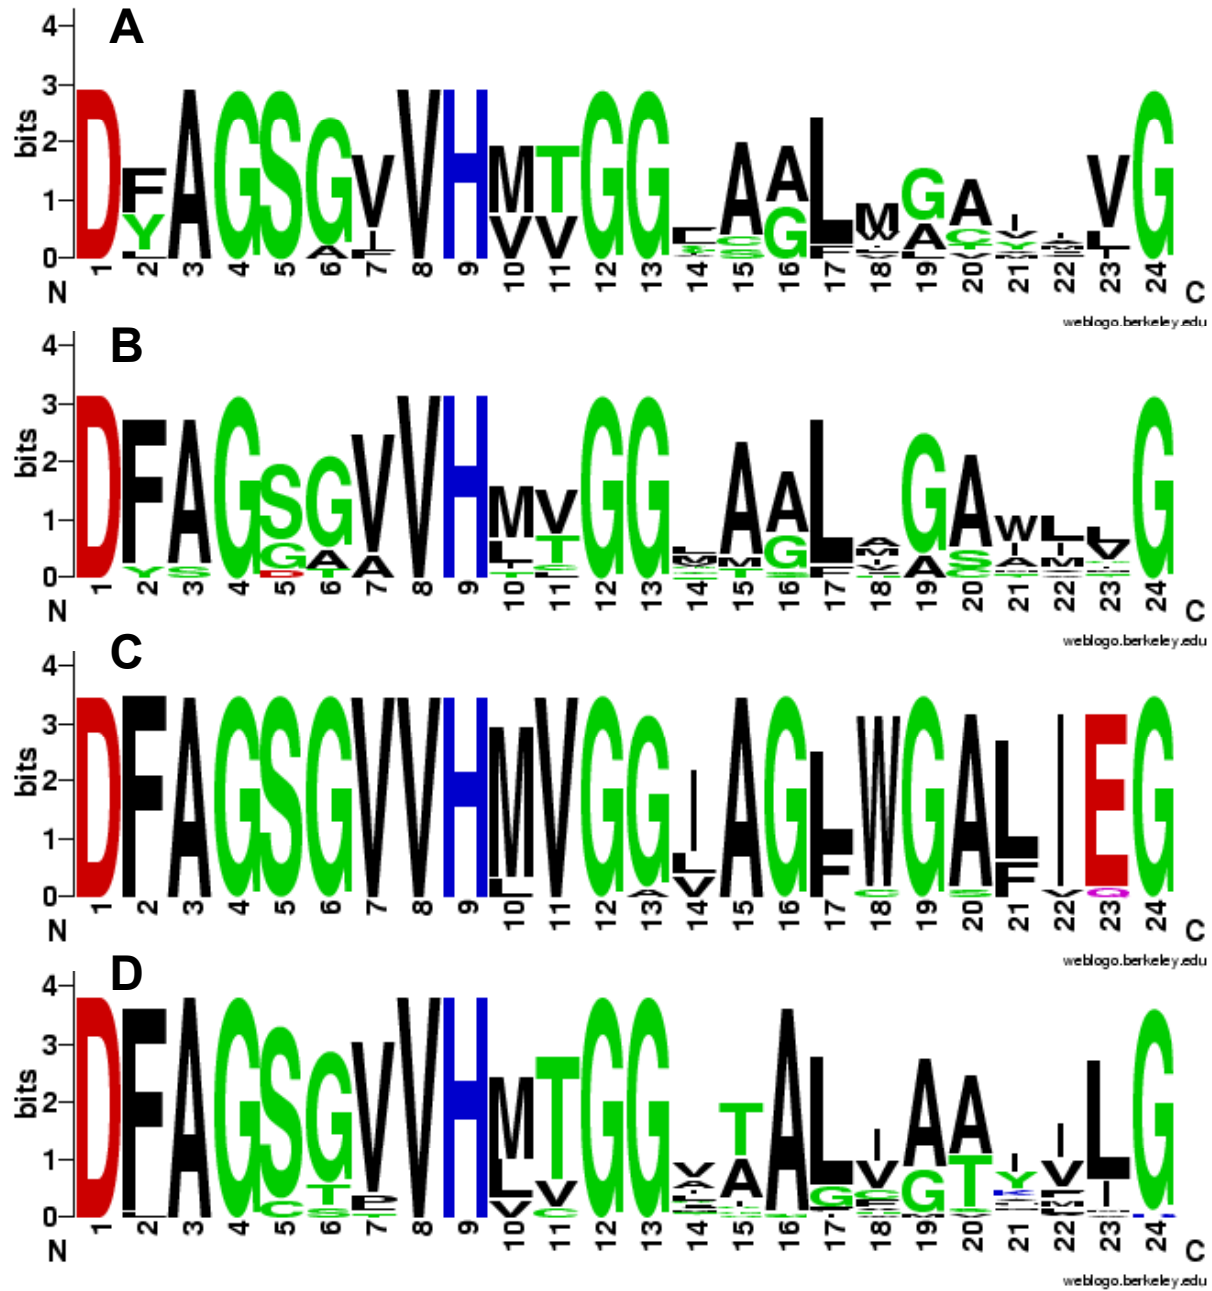 A
4
3
2
1
0
bits
D F Y L A G S G A V I F V H M V T V G G L A C S A G L F M G A L A C I V Y V L G
1 2 3 4 5 6 7 8 9 10 11 12 13 14 15 16 17 18 19 20 21 22 23 24
N C
weblogo.berkeley.edu
B
4
3
2
1
0
bits
D F Y A S G S G D G A T V A V H M L V T C L G G L M A M T A G S L F A M G A A S C W I A L M L V G
1 2 3 4 5 6 7 8 9 10 11 12 13 14 15 16 17 18 19 20 21 22 23 24
N C
weblogo.berkeley.edu
C
4
3
2
1
0
bits
D F A G S G V V H M L V G G A I L V A G L F W C G A S L F I V E Q G
1 2 3 4 5 6 7 8 9 10 11 12 13 14 15 16 17 18 19 20 21 22 23 24
N C
weblogo.berkeley.edu
D
4
3
2
1
0
bits
D F L A G S C G T S V P V H M L V T V C G G V A T A A L G I V C A G A T I Y I V F M L I G
1 2 3 4 5 6 7 8 9 10 11 12 13 14 15 16 17 18 19 20 21 22 23 24
N C
weblogo.berkeley.edu